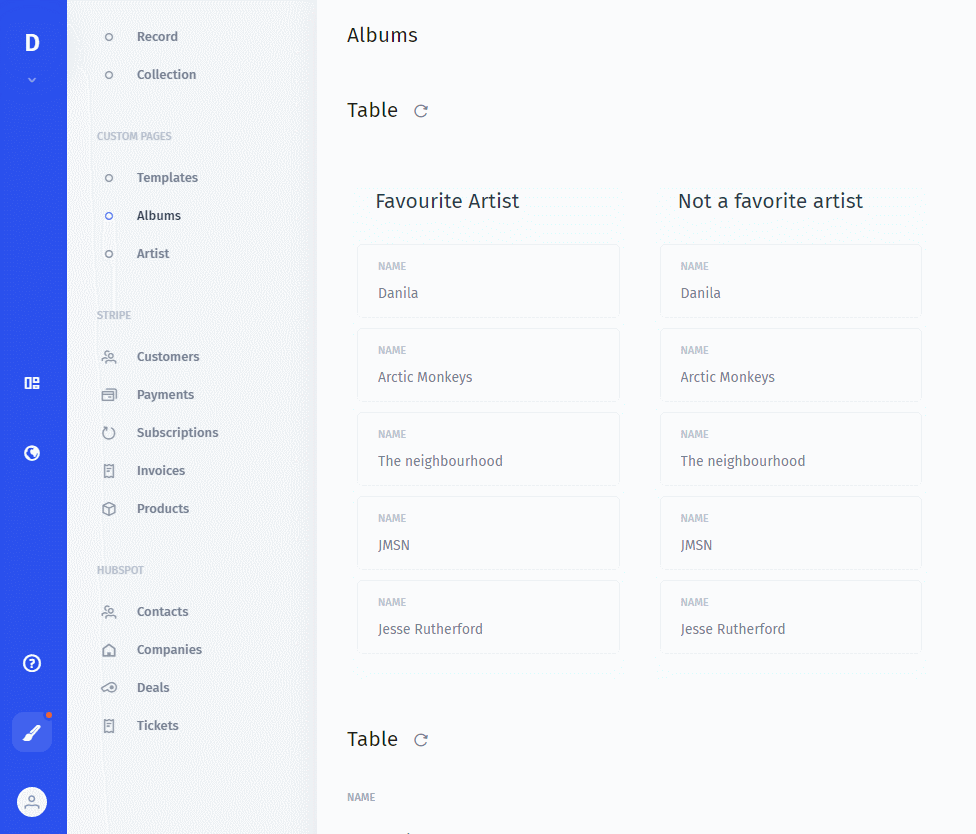 D
Record
Collection
CUSTOM PAGES
Templates
Albums
Artist
STRIPE
Customers
Payments
Subscriptions
Invoices
Products
HUBSPOT
Contacts
Companies
Deals
Tickets
Albums
Table
Favourite Artist
NAME
Danila
NAME
Arctic Monkeys
NAME
The neighbourhood
NAME
JMSN
NAME
Jesse Rutherford
Not a favorite artist
NAME
Danila
NAME
Arctic Monkeys
NAME
The neighbourhood
NAME
JMSN
NAME
Jesse Rutherford
Table
NAME